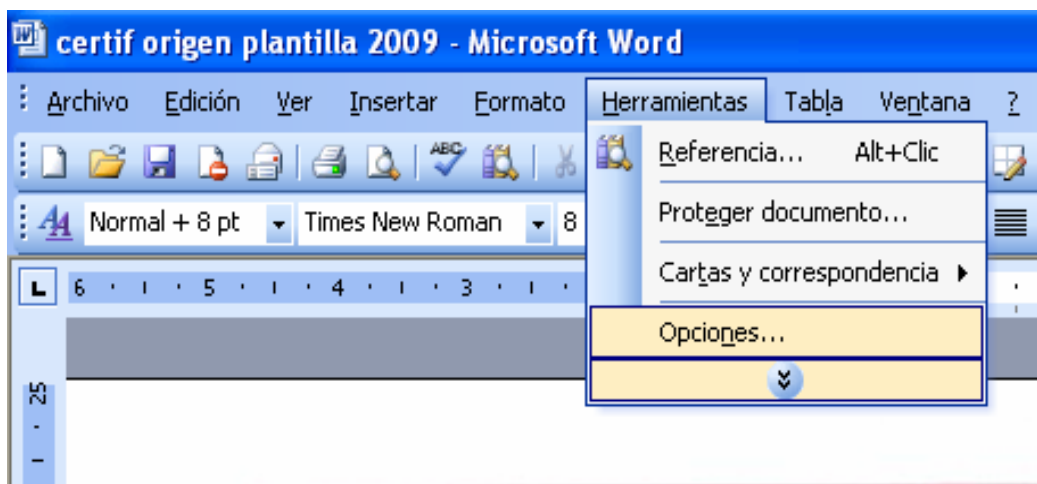 certif origen plantilla 2009 - Microsoft Word
Archivo Edición Ver Insertar Formato Herramientas Tabla Ventana ?
ABC
Referencia... Alt+Clic
Normal + 8 pt Times New Roman 8
Proteger documento...
Cartas y correspondencia
L 6 5 4 3
Opciones...
25